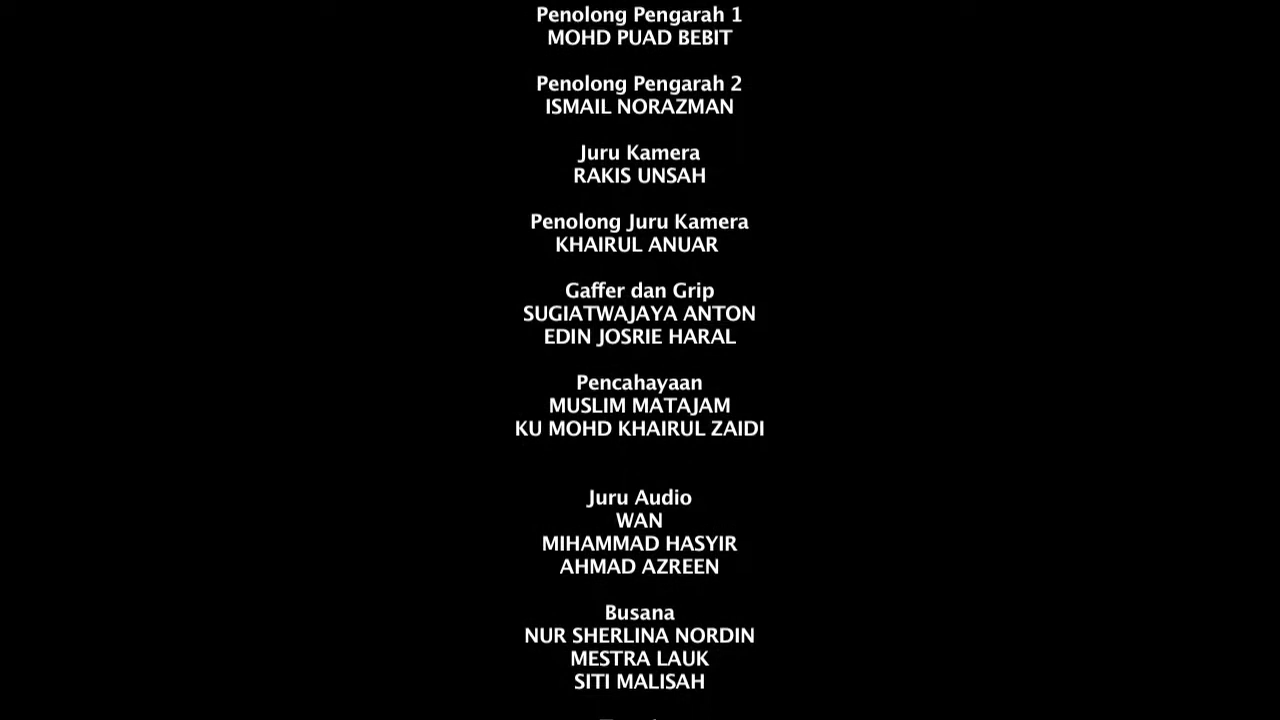 Penolong Pengarah 1
MOHD PUAD BEBIT
Penolong Pengarah 2
ISMAIL NORAZMAN
Juru Kamera
RAKIS UNSAH
Penolong Juru Kamera
KHAIRUL ANUAR
Gaffer dan Grip
SUGIATWAJAYA ANTON
EDIN JOSRIE HARAL
Pencahayaan
MUSLIM MATAJAM
KU MOHD KHAIRUL ZAIDI
Juru Audio
WAN
MIHAMMAD HASYIR
AHMAD AZREEN
Busana
NUR SHERLINA NORDIN
MESTRA LAUK
SITI MALISAH